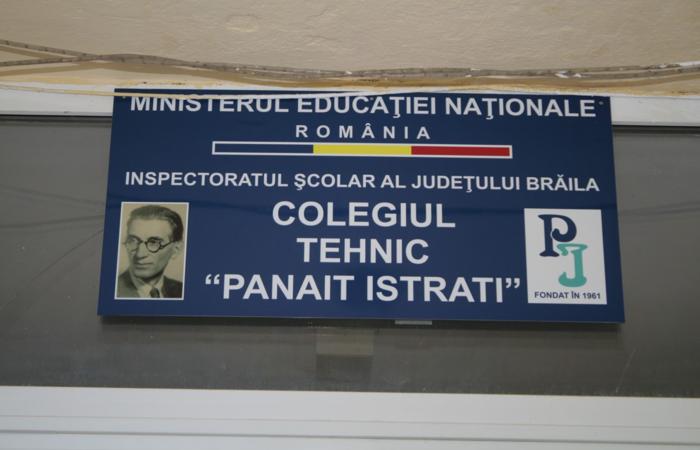 MINISTERUL EDUCAŢIEI NAŢIONALE
ROMÂNIA
INSPECTORATUL ŞCOLAR AL JUDEŢULUI BRĂILA
COLEGIUL
TEHNIC
“PANAIT ISTRATI”
PJ
FONDAT ÎN 1961